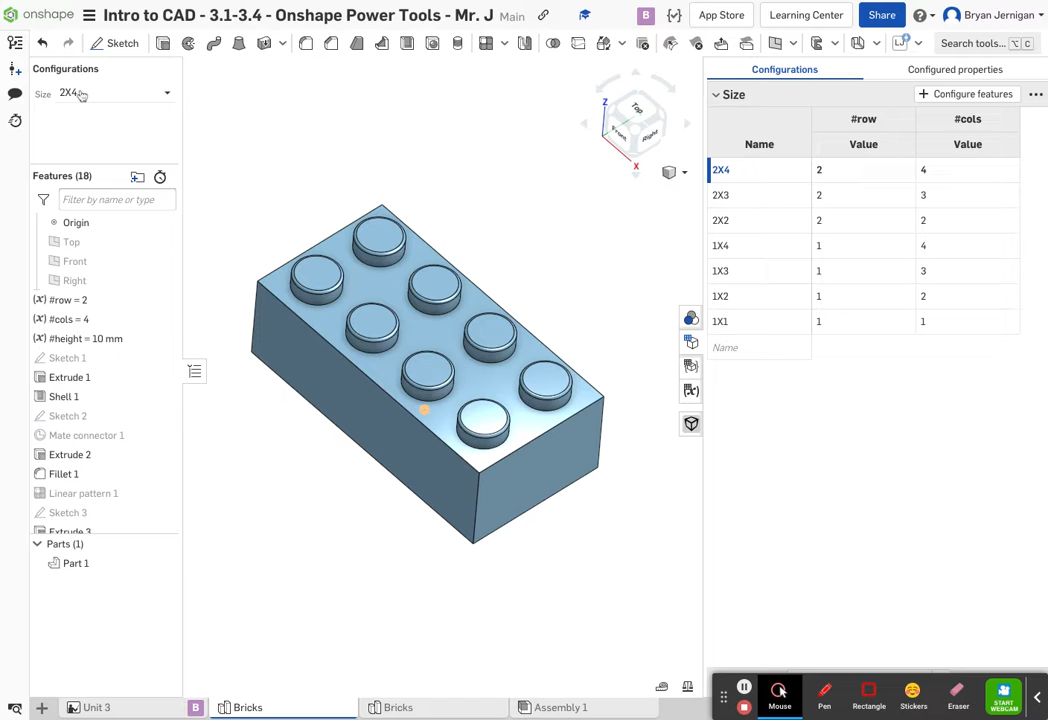 onshape Intro to CAD - 3.1-3.4 - Onshape Power Tools - Mr. J Main B App Store Learning Center Share Bryan Jernigan
Sketch Search tools... ⌥ C
Configurations
Size 2X4
Features (18)
Filter by name or type
Origin
Top
Front
Right
(x) #row = 2
(x) #cols = 4
(x) #height = 10 mm
Sketch 1
Extrude 1
Shell 1
Sketch 2
Mate connector 1
Extrude 2
Fillet 1
Linear pattern 1
Sketch 3
Extrude 3
Parts (1)
Part 1
Z
Top
Front
Right
X
Configurations Configured properties
Size + Configure features
#row #cols
Name Value Value
2X4 2 4
2X3 2 3
2X2 2 2
1X4 1 4
1X3 1 3
1X2 1 2
1X1 1 1
Name
Unit 3 B Bricks Bricks Assembly 1
Mouse Pen Rectangle Stickers Eraser START WEBCAM